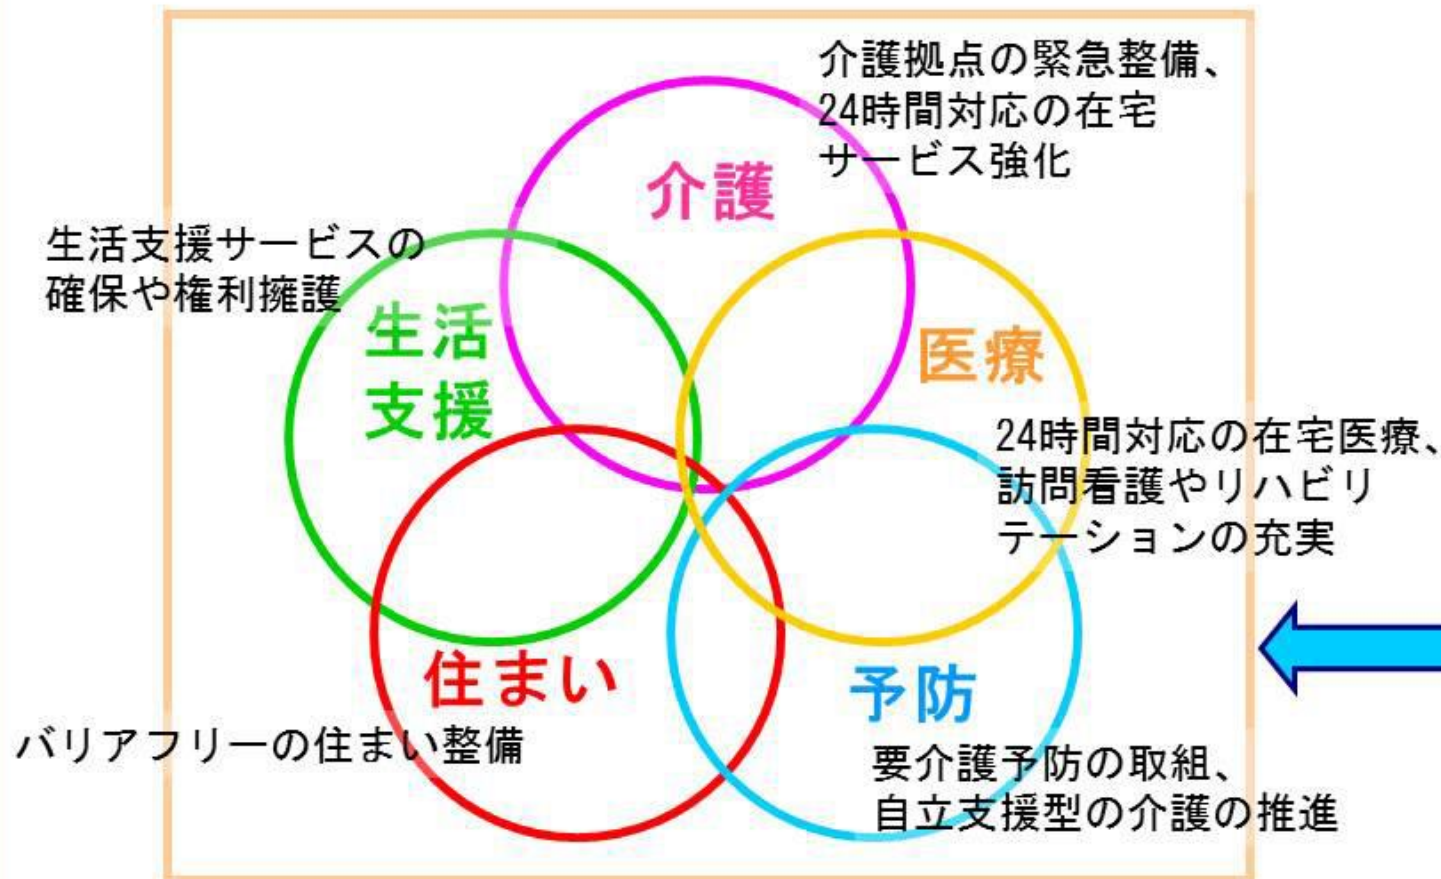 介護拠点の緊急整備、
24時間対応の在宅
サービス強化
介護
生活支援サービスの
確保や権利擁護
生活
支援
医療
24時間対応の在宅医療、
訪問看護やリハビリ
テーションの充実
住まい
バリアフリーの住まい整備
予防
要介護予防の取組、
自立支援型の介護の推進